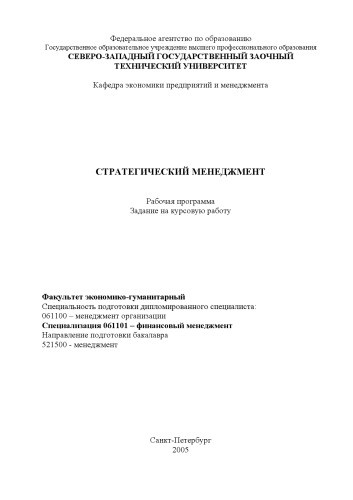 Федеральное агентство по образованию
Государственное образовательное учреждение высшего профессионального образования
СЕВЕРО-ЗАПАДНЫЙ ГОСУДАРСТВЕННЫЙ ЗАОЧНЫЙ
ТЕХНИЧЕСКИЙ УНИВЕРСИТЕТ
Кафедра экономики предприятий и менеджмента
СТРАТЕГИЧЕСКИЙ МЕНЕДЖМЕНТ
Рабочая программа
Задание на курсовую работу
Факультет экономико-гуманитарный
Специальность подготовки дипломированного специалиста:
061100 – менеджмент организации
Специализация 061101 – финансовый менеджмент
Направление подготовки бакалавра
521500 - менеджмент
Санкт-Петербург
2005